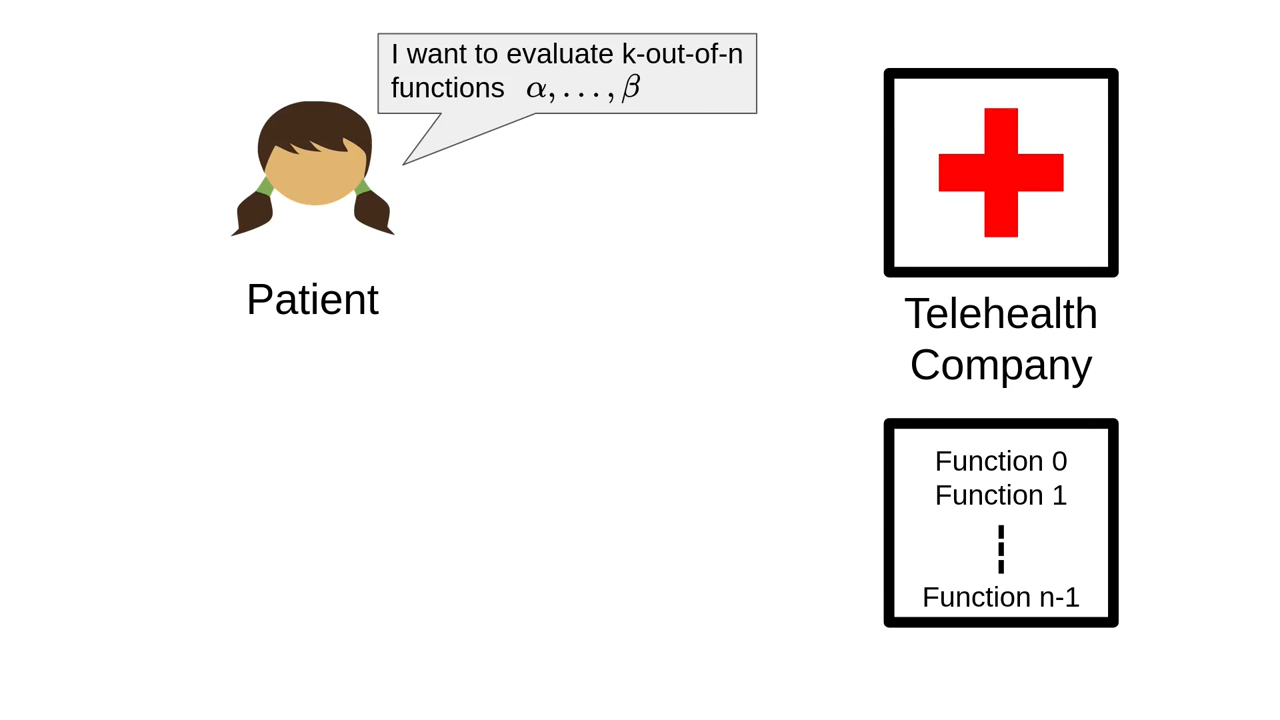 I want to evaluate k-out-of-n
functions α, . . . , β
Patient
Telehealth
Company
Function 0
Function 1
Function n-1